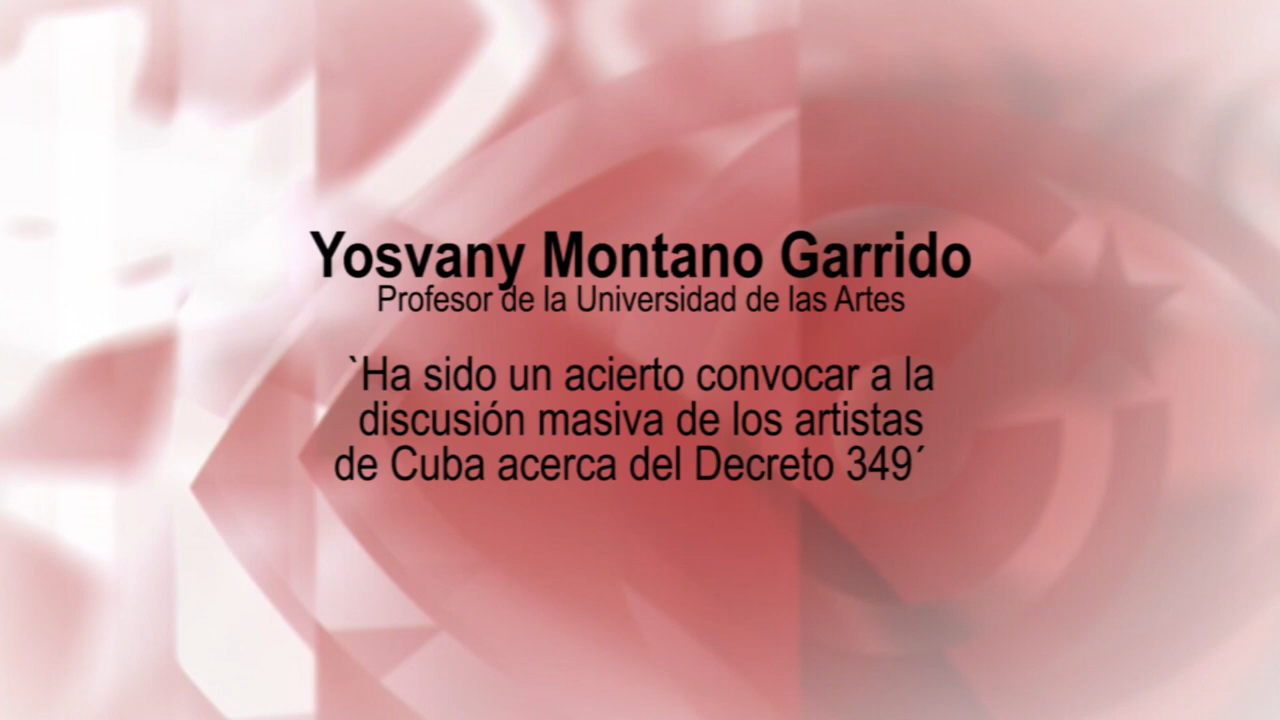 Yosvany Montano Garrido
Profesor de la Universidad de las Artes
`Ha sido un acierto convocar a la
discusión masiva de los artistas
de Cuba acerca del Decreto 349´